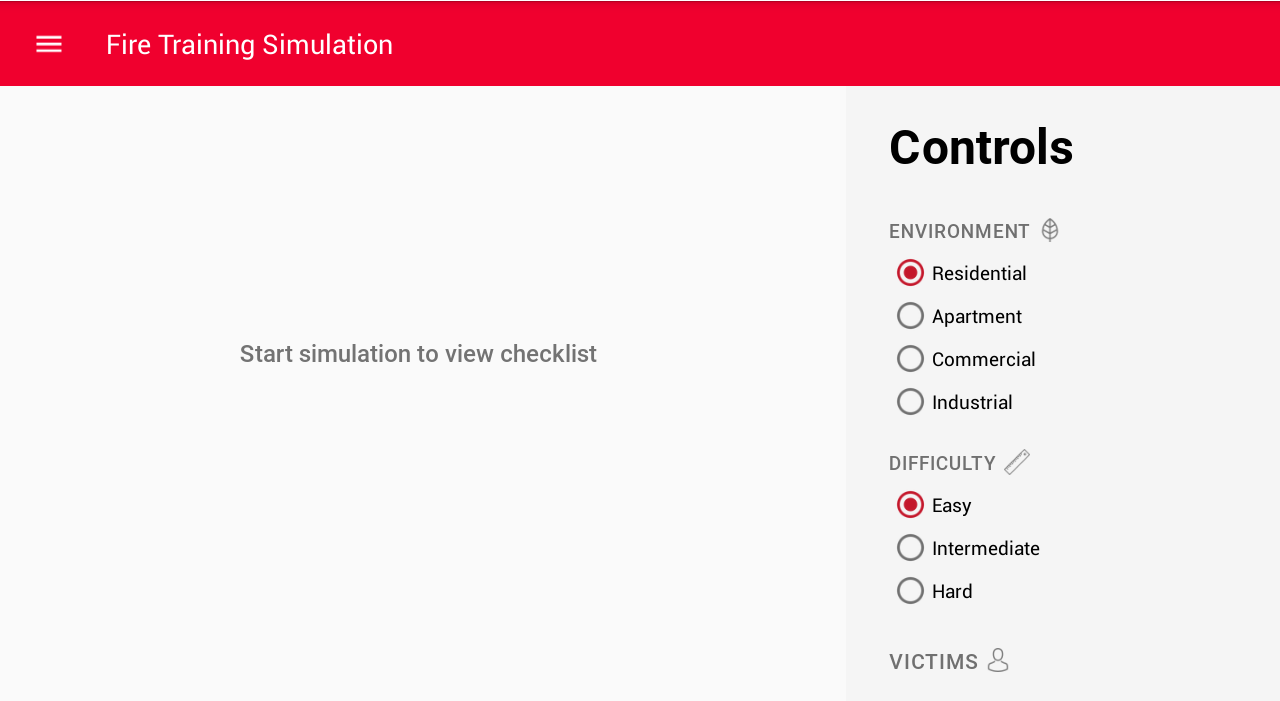 Fire Training Simulation
Start simulation to view checklist
Controls
ENVIRONMENT
Residential
Apartment
Commercial
Industrial
DIFFICULTY
Easy
Intermediate
Hard
VICTIMS